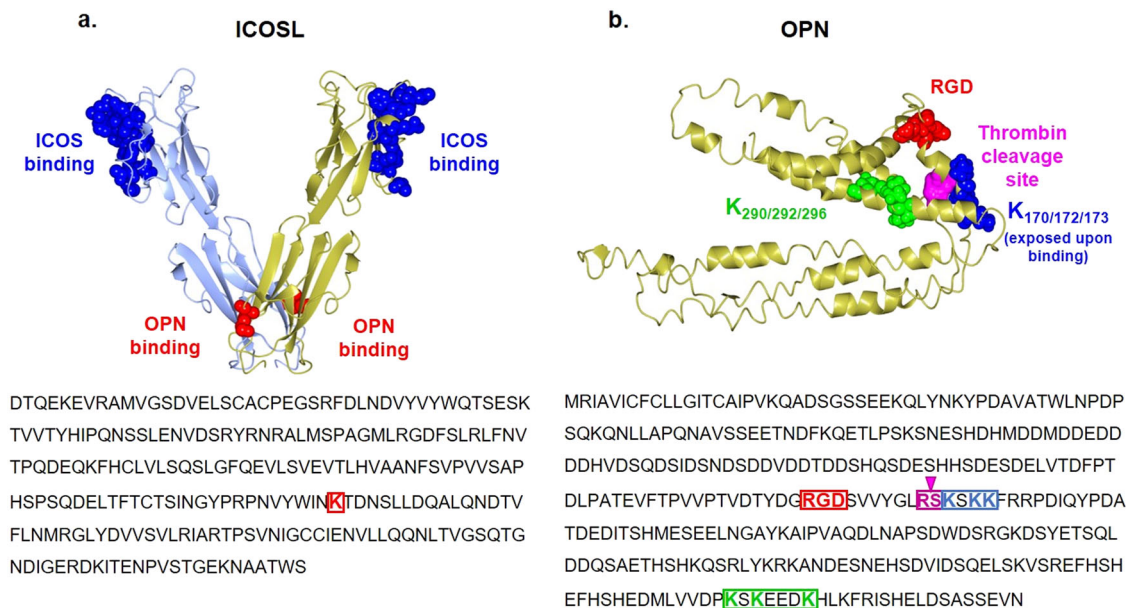 a.
ICOSL
ICOS
binding
ICOS
binding
OPN
binding
OPN
binding
DTQEKEVRAMVGSDVELSCACPEGSRFDLNDVYVYWQTSESK
TVVTYHIPQNSSLENVDSRYRNRALMSPAGMLRGDFSLRLFNV
TPQDEQKFHCLVLSQSLGFQEVLSVEVTLHVAANFSVPVVSAP
HSPSQDELTFTCTSINGYPRPNVYWINKTDNSLLDQALQNDTV
FLNMRGLYDVVSVLRIARTPSVNIGCCIENVLLQQNLTVGSQTG
NDIGERDKITENPVSTGEKNAATWS
b.
OPN
RGD
Thrombin
cleavage
site
K290/292/296
K170/172/173
(exposed upon
binding)
MRIAVICFCLLGITCAIPVKQADSGSSEEKQLYNKYPDAVATWLNPDP
SQKQNLLAPQNAVSSEETNDFKQETLPSKSNESHDHMDDMDDEDD
DDHVDSQDSIDSNDSDDVDDTDDSHQSDESHHSDESDELVTDFPT
DLPATEVFTPVVPTVDTYDGRGDSVVYGLRSKSKKFRRPDIQYPDA
TDEDITSHMESEELNGAYKAIPVAQDLNAPSDWDSRGKDSYETSQL
DDQSAETHSHKQSRLYKRKANDESNEHSDVIDSQELSKVSREFHSH
EFHSHEDMLVVDPKSKEEDKHLKFRISHELDSASSEVN